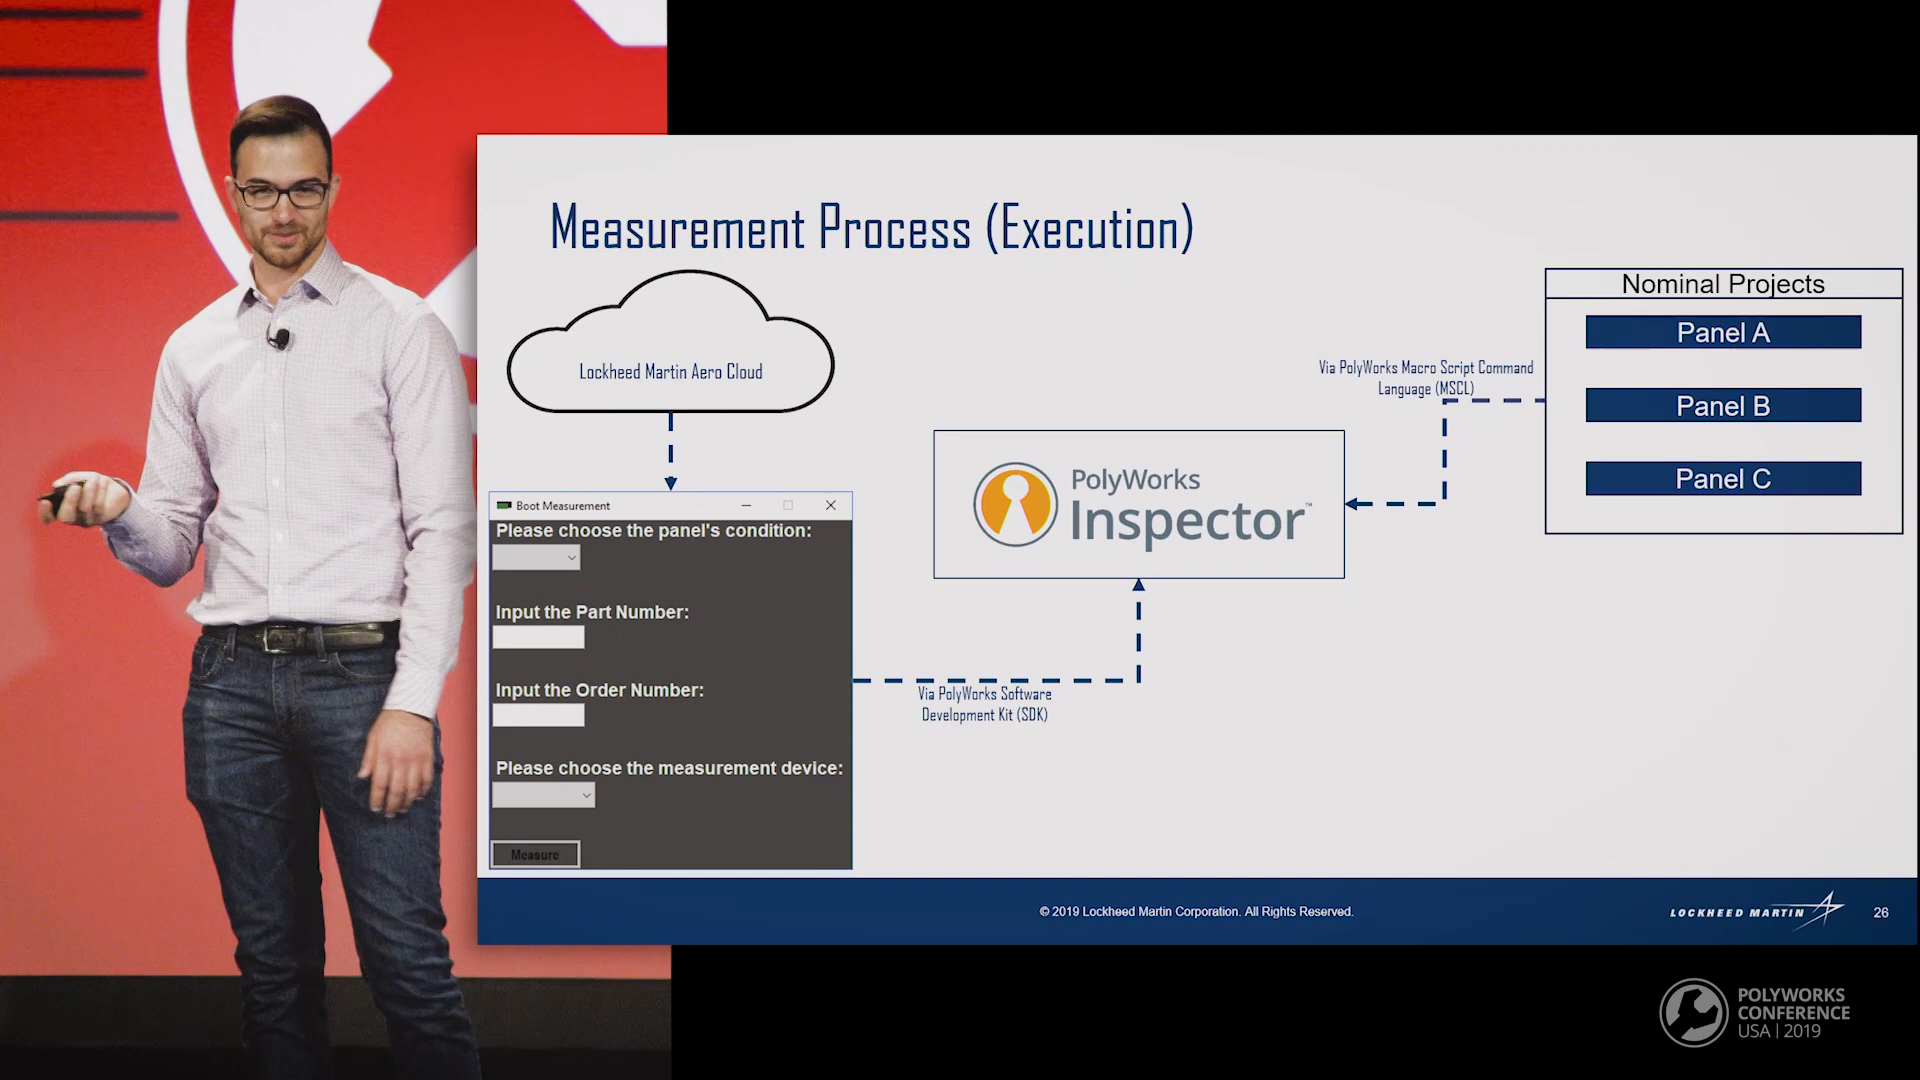 Measurement Process (Execution)
Lockheed Martin Aero Cloud
Boot Measurement
Please choose the panel's condition:
Input the Part Number:
Input the Order Number:
Please choose the measurement device:
Measure
Via PolyWorks Software
Development Kit (SDK)
PolyWorks
Inspector™
Via PolyWorks Macro Script Command
Language (MSCL)
Nominal Projects
Panel A
Panel B
Panel C
© 2019 Lockheed Martin Corporation. All Rights Reserved.
LOCKHEED MARTIN
26
POLYWORKS
CONFERENCE
USA | 2019